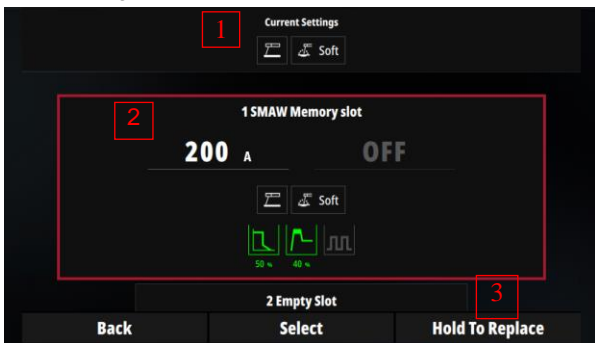 Current Settings
1
Soft
2
1 SMAW Memory slot
200 A OFF
Soft
50 % 40 %
2 Empty Slot
3
Back Select Hold To Replace